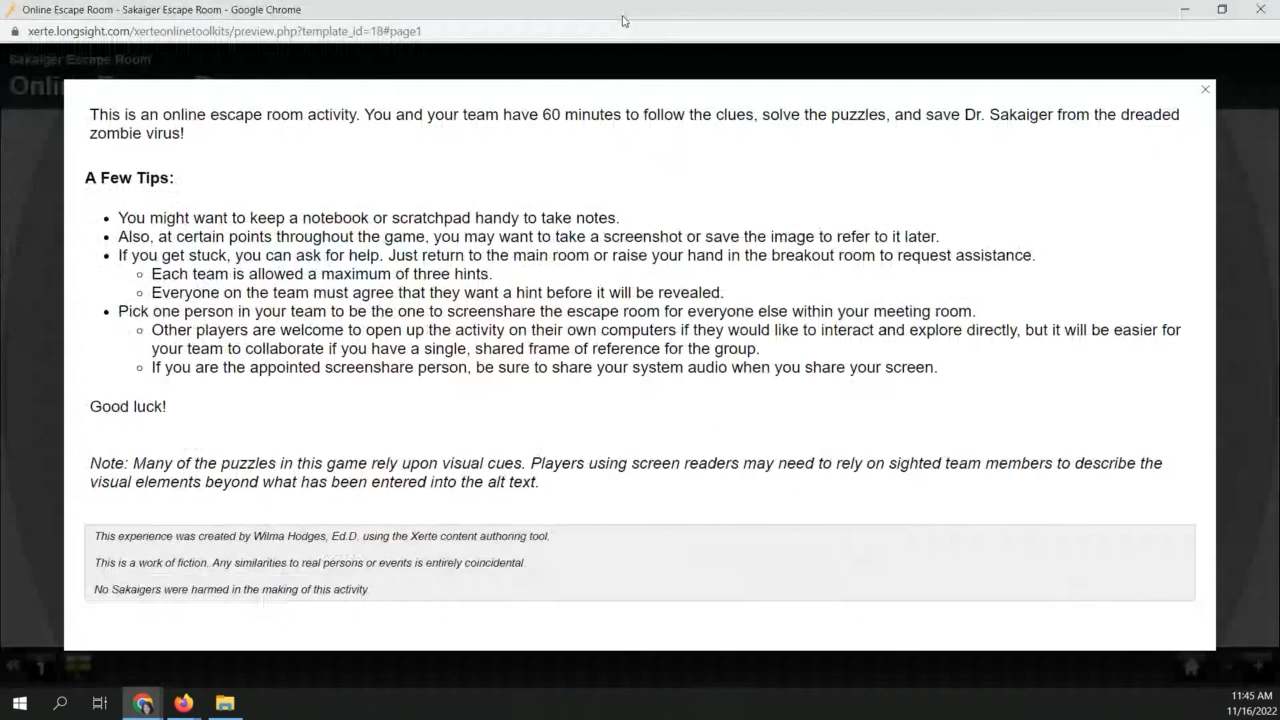 Online Escape Room - Sakaiger Escape Room - Google Chrome
xerte.longsight.com/xerteonlinetoolkits/preview.php?template_id=18#page1
Sakaiger Escape Room
This is an online escape room activity. You and your team have 60 minutes to follow the clues, solve the puzzles, and save Dr. Sakaiger from the dreaded
zombie virus!
A Few Tips:
You might want to keep a notebook or scratchpad handy to take notes.
Also, at certain points throughout the game, you may want to take a screenshot or save the image to refer to it later.
If you get stuck, you can ask for help. Just return to the main room or raise your hand in the breakout room to request assistance.
Each team is allowed a maximum of three hints.
Everyone on the team must agree that they want a hint before it will be revealed.
Pick one person in your team to be the one to screenshare the escape room for everyone else within your meeting room.
Other players are welcome to open up the activity on their own computers if they would like to interact and explore directly, but it will be easier for
your team to collaborate if you have a single, shared frame of reference for the group.
If you are the appointed screenshare person, be sure to share your system audio when you share your screen.
Good luck!
Note: Many of the puzzles in this game rely upon visual cues. Players using screen readers may need to rely on sighted team members to describe the
visual elements beyond what has been entered into the alt text.
This experience was created by Wilma Hodges, Ed.D. using the Xerte content authoring tool.
This is a work of fiction. Any similarities to real persons or events is entirely coincidental.
No Sakaigers were harmed in the making of this activity
1
11:45 AM
11/16/2022